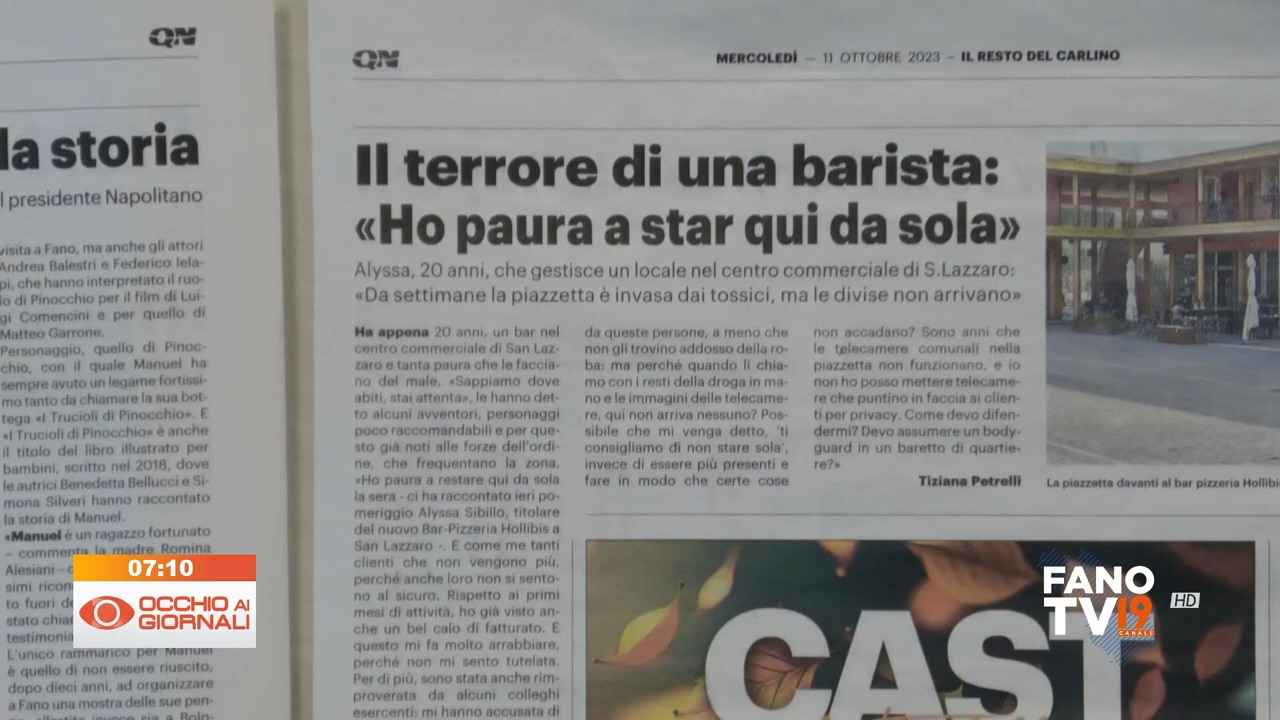 QN
la storia
l presidente Napolitano
visita a Fano, ma anche gli attori
Andrea Balestri e Federico Iela-
pi, che hanno interpretato il ruo-
lo di Pinocchio per il film di Lui-
gi Comencini e per quello di
Matteo Garrone.
Personaggio, quello di Pinoc-
chio, con il quale Manuel ha
sempre avuto un legame fortissi-
mo tanto da chiamare la sua bot-
tega «I Trucioli di Pinocchio». E
«I Trucioli di Pinocchio» è anche
il titolo del libro illustrato per
bambini, scritto nel 2018, dove
le autrici Benedetta Bellucci e Si-
mona Silveri hanno raccontato
la storia di Manuel.
«Manuel è un ragazzo fortunato
– commenta la madre Romina
Alesiani –
simi ricon
to fuori de
stato chiar
testimonia
L'unico rammarico per Manuel
è quello di non essere riuscito,
dopo dieci anni, ad organizzare
a Fano una mostra delle sue pen-
QN
MERCOLEDÌ — 11 OTTOBRE 2023 – IL RESTO DEL CARLINO
Il terrore di una barista:
«Ho paura a star qui da sola»
Alyssa, 20 anni, che gestisce un locale nel centro commerciale di S.Lazzaro:
«Da settimane la piazzetta è invasa dai tossici, ma le divise non arrivano»
Ha appena 20 anni, un bar nel
centro commerciale di San Laz-
zaro e tanta paura che le faccia-
no del male. «Sappiamo dove
abiti, stai attenta», le hanno det-
to alcuni avventori, personaggi
poco raccomandabili e per que-
sto già noti alle forze dell'ordi-
ne, che frequentano la zona.
«Ho paura a restare qui da sola
la sera - ci ha raccontato ieri po-
meriggio Alyssa Sibillo, titolare
del nuovo Bar-Pizzeria Hollibis a
San Lazzaro -. E come me tanti
clienti che non vengono più,
perché anche loro non si sento-
no al sicuro. Rispetto ai primi
mesi di attività, ho già visto an-
che un bel calo di fatturato. E
questo mi fa molto arrabbiare,
perché non mi sento tutelata.
Per di più, sono stata anche rim-
proverata da alcuni colleghi
esercenti: mi hanno accusata di
da queste persone, a meno che
non gli trovino addosso della ro-
ba: ma perché quando li chia-
mo con i resti della droga in ma-
no e le immagini delle telecame-
re, qui non arriva nessuno? Pos-
sibile che mi venga detto, 'ti
consigliamo di non stare sola',
invece di essere più presenti e
fare in modo che certe cose
non accadano? Sono anni che
le telecamere comunali nella
piazzetta non funzionano, e io
non ho posso mettere telecame-
re che puntino in faccia ai clien-
ti per privacy. Come devo difen-
dermi? Devo assumere un body-
guard in un baretto di quartie-
re?»
Tiziana Petrelli
La piazzetta davanti al bar pizzeria Hollibi
CAST
07:10
OCCHIO AI
GIORNALI
FANO
TV19
CANALE
HD